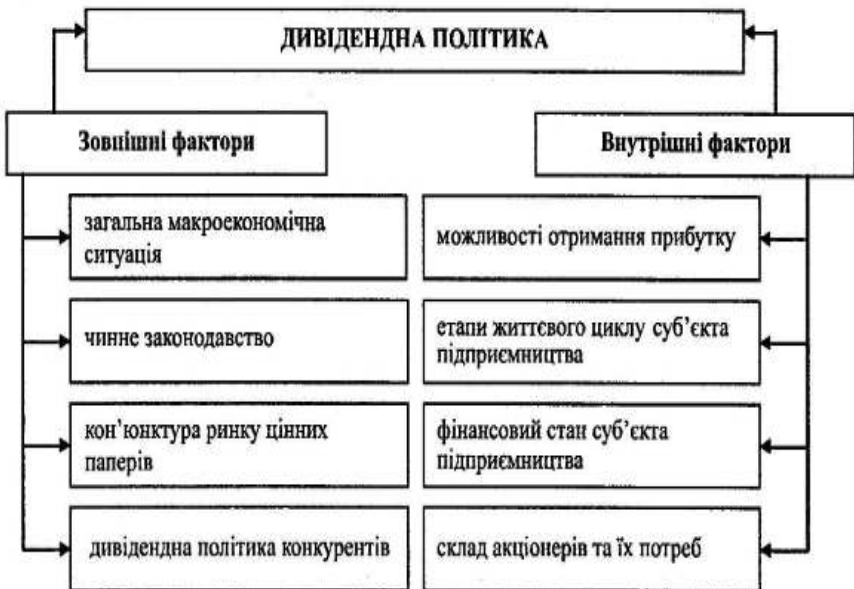 ДИВІДЕНДНА ПОЛІТИКА
Зовнішні фактори
Внутрішні фактори
загальна макроекономічна
ситуація
чинне законодавство
кон’юнктура ринку цінних
паперів
дивідендна політика конкурентів
можливості отримання прибутку
етапи життєвого циклу суб’єкта
підприємництва
фінансовий стан суб’єкта
підприємництва
склад акціонерів та їх потреб